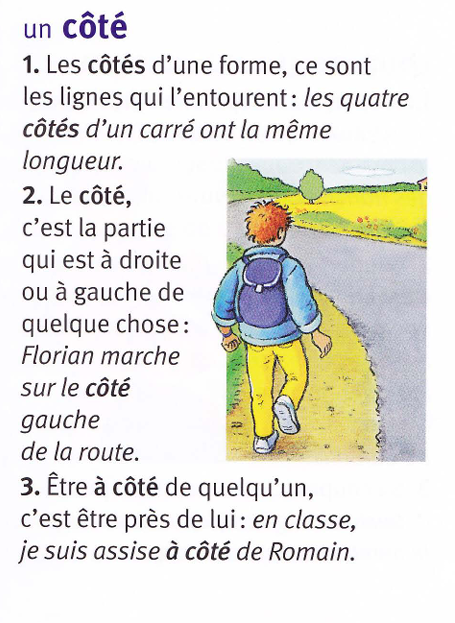 un côté
1. Les côtés d'une forme, ce sont
les lignes qui l'entourent : les quatre
côtés d'un carré ont la même
longueur.
2. Le côté,
c'est la partie
qui est à droite
ou à gauche de
quelque chose :
Florian marche
sur le côté
gauche
de la route.
3. Être à côté de quelqu'un,
c'est être près de lui : en classe,
je suis assise à côté de Romain.